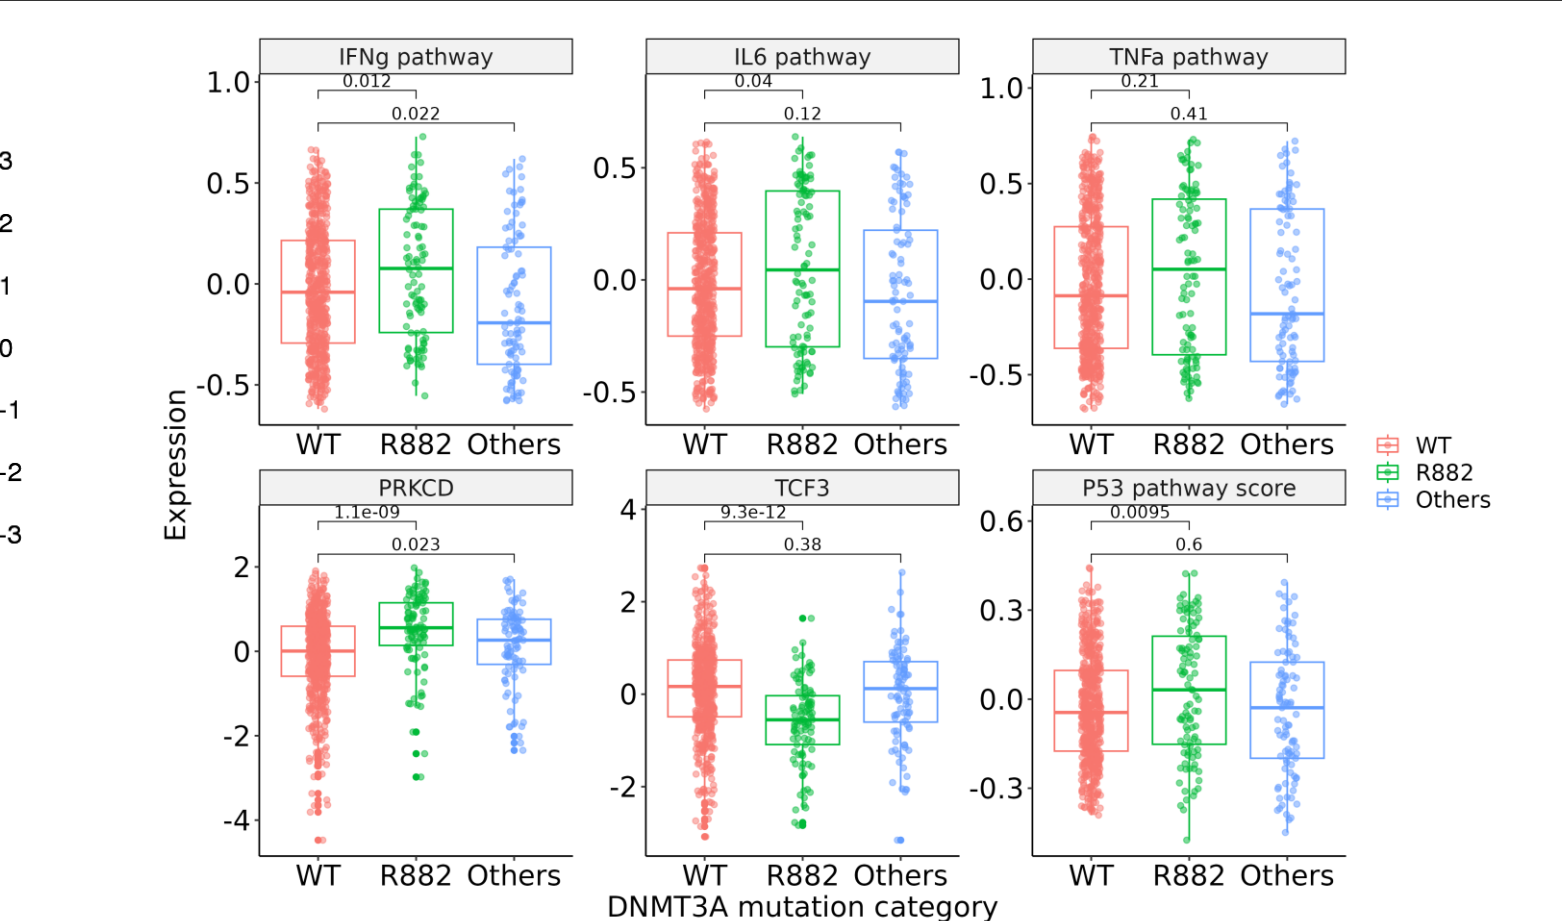 3
2
1
0
-1
-2
-3
Expression
IFNg pathway
0.012
0.022
1.0
0.5
0.0
-0.5
WT R882 Others
IL6 pathway
0.04
0.12
0.5
0.0
-0.5
WT R882 Others
TNFa pathway
0.21
0.41
1.0
0.5
0.0
-0.5
WT R882 Others
PRKCD
1.1e-09
0.023
2
0
-2
-4
WT R882 Others
TCF3
9.3e-12
0.38
4
2
0
-2
WT R882 Others
P53 pathway score
0.0095
0.6
0.6
0.3
0.0
-0.3
WT R882 Others
DNMT3A mutation category
WT
R882
Others